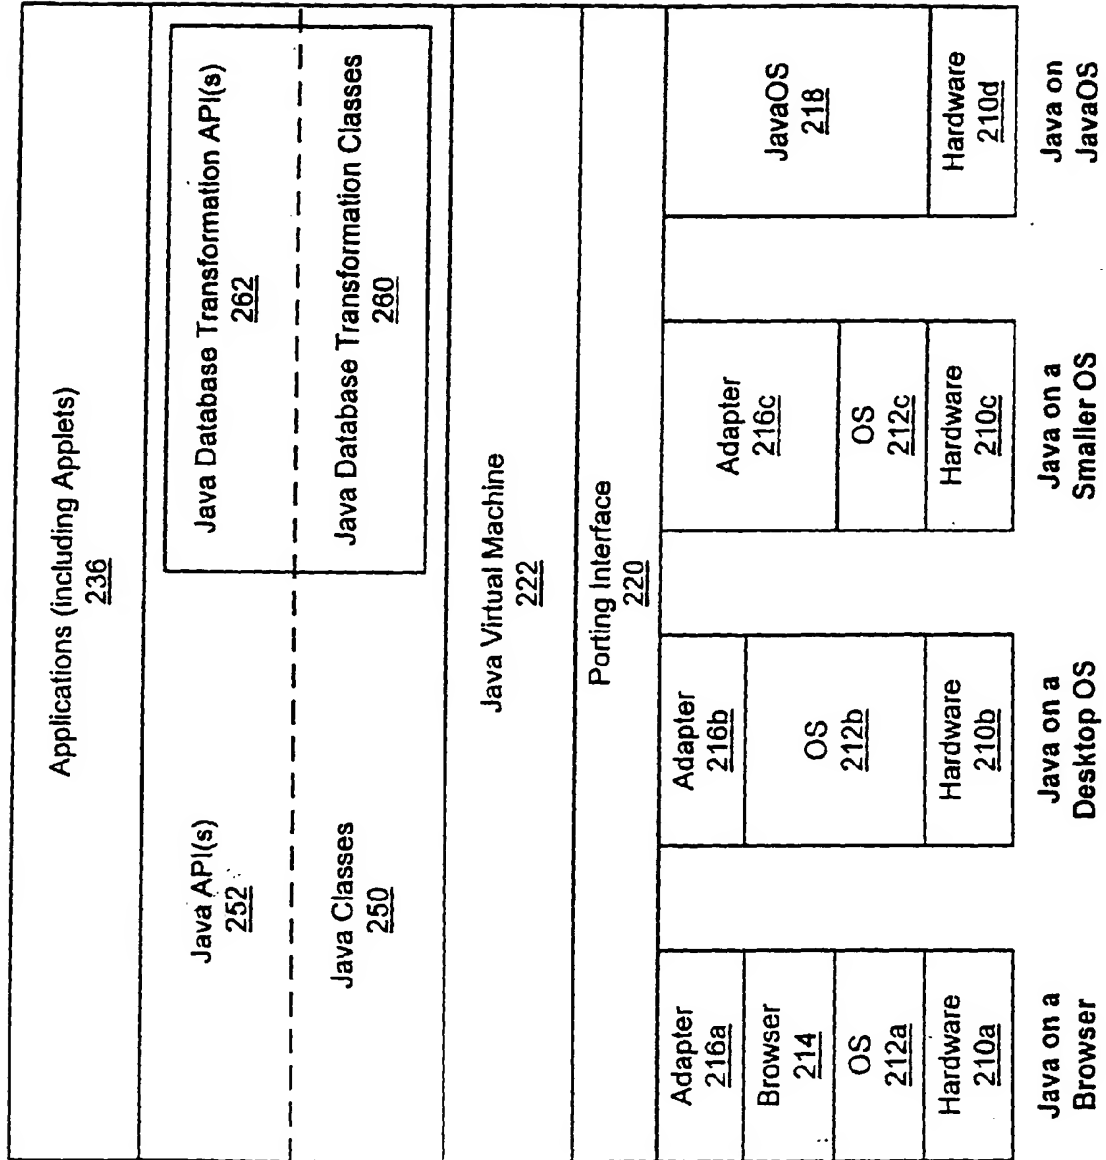 Applications (including Applets)
236
Java API(s)
252
Java Database Transformation API(s)
262
Java Classes
250
Java Database Transformation Classes
260
Java Virtual Machine
222
Porting Interface
220
Adapter
216a
Browser
214
OS
212a
Hardware
210a
Java on a
Browser
Adapter
216b
OS
212b
Hardware
210b
Java on a
Desktop OS
Adapter
216c
OS
212c
Hardware
210c
Java on a
Smaller OS
JavaOS
218
Hardware
210d
Java on
JavaOS